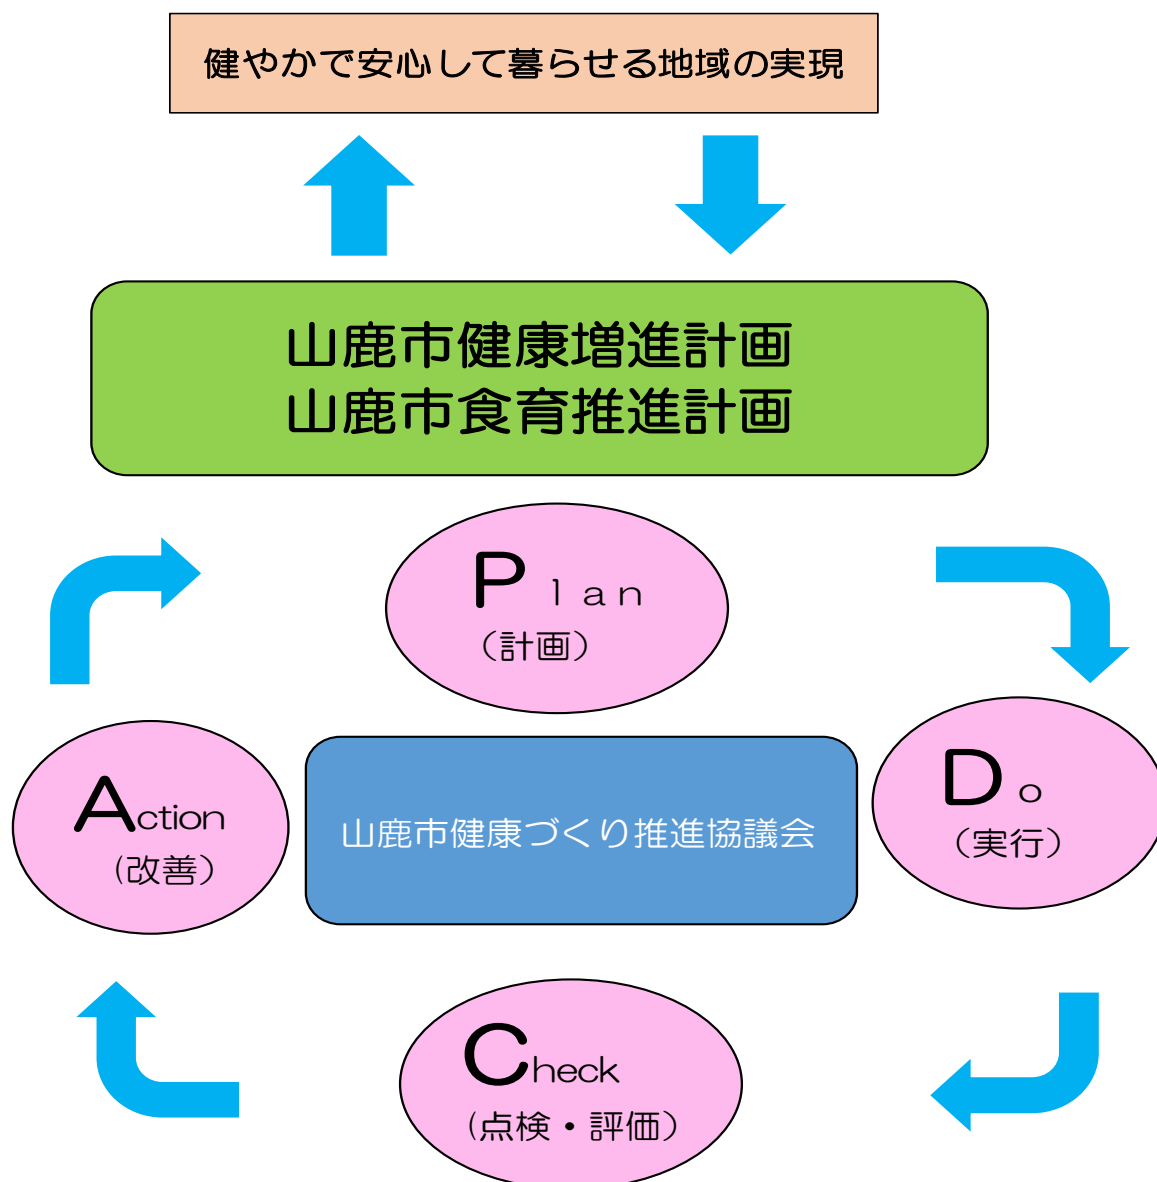 健やかで安心して暮らせる地域の実現
山鹿市健康増進計画
山鹿市食育推進計画
Plan
（計画）
Do
（実行）
山鹿市健康づくり推進協議会
Action
（改善）
Check
（点検・評価）